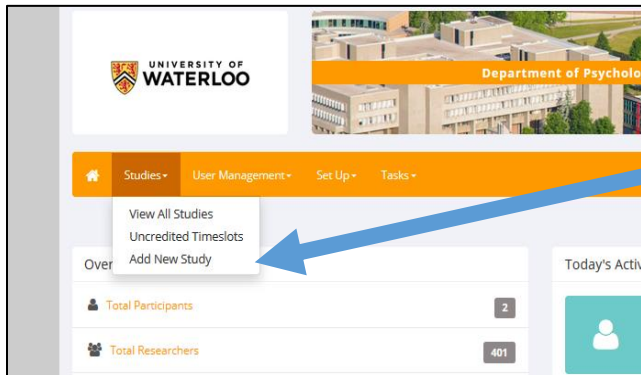 UNIVERSITY OF
WATERLOO
Department of Psycholo
Studies
User Management
Set Up
Tasks
View All Studies
Uncredited Timeslots
Add New Study
Over
Today's Activ
Total Participants
2
Total Researchers
401